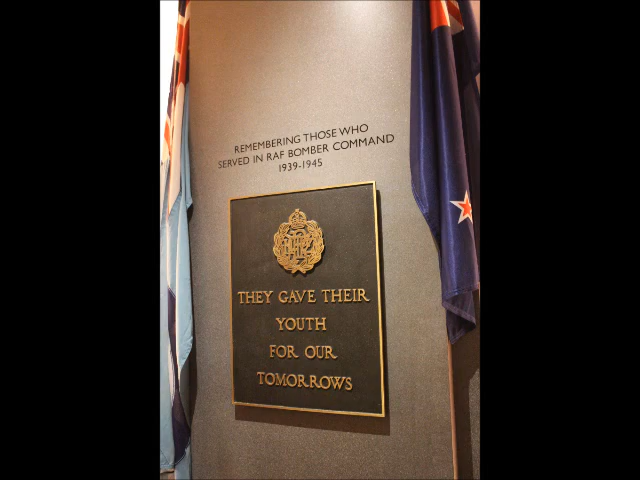 REMEMBERING THOSE WHO
SERVED IN RAF BOMBER COMMAND
1939-1945
THEY GAVE THEIR
YOUTH
FOR OUR
TOMORROWS